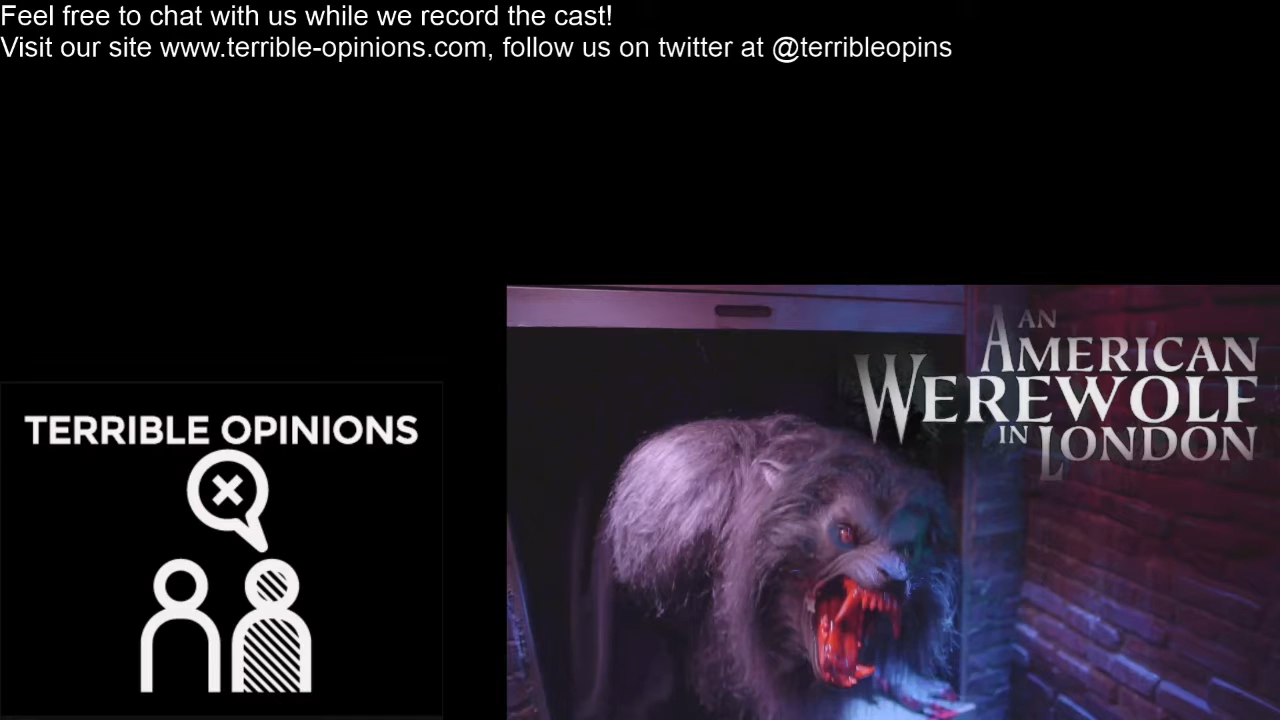 Feel free to chat with us while we record the cast!
Visit our site www.terrible-opinions.com, follow us on twitter at @terribleopins
TERRIBLE OPINIONS
AN
AMERICAN
WEREWOLF
IN LONDON